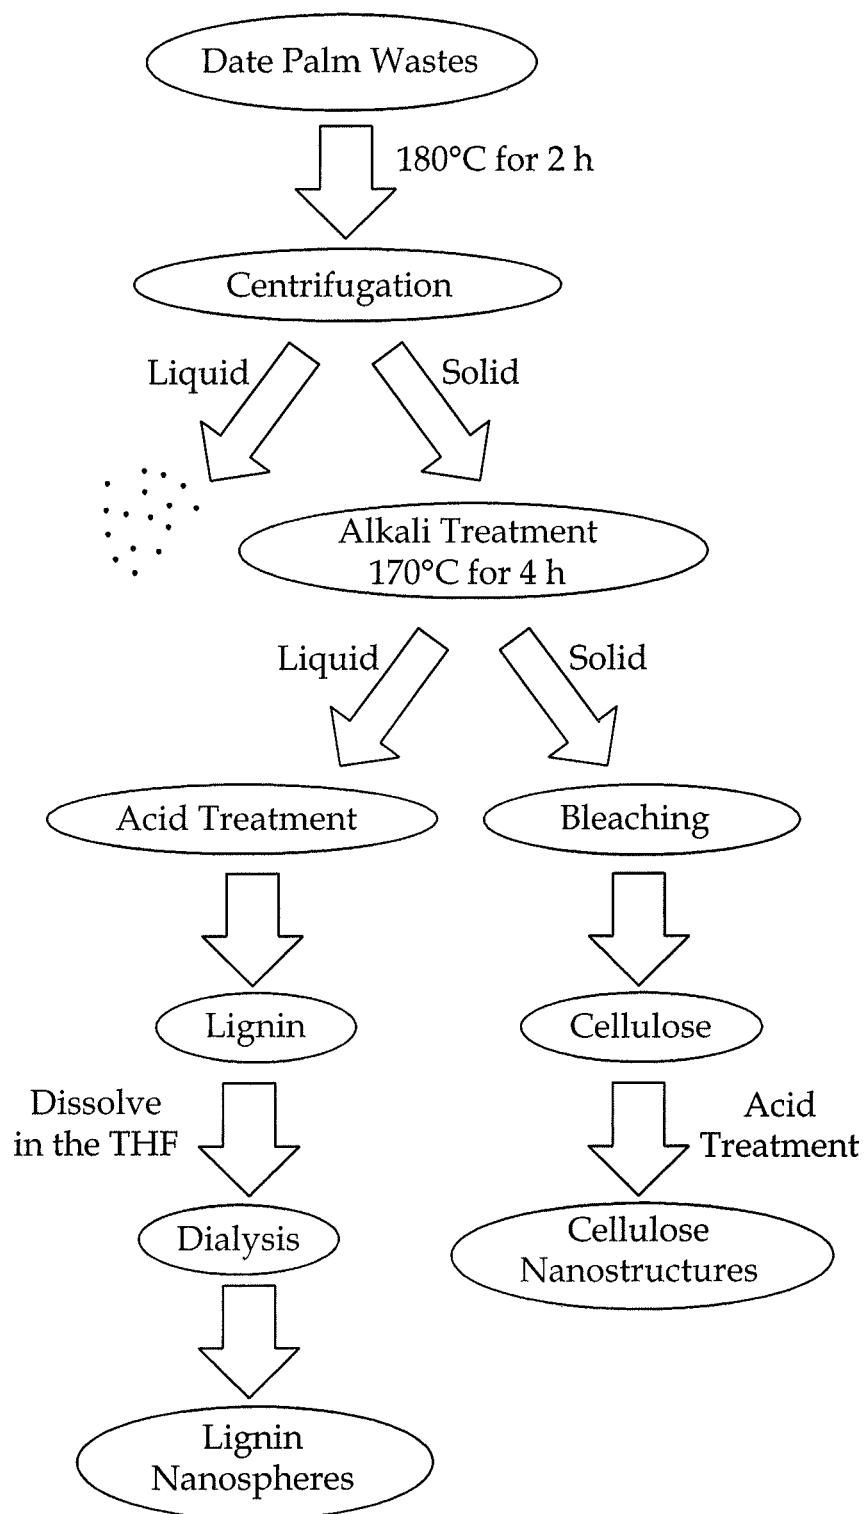 Date Palm Wastes
180°C for 2 h
Centrifugation
Liquid
Solid
Alkali Treatment
170°C for 4 h
Liquid
Solid
Acid Treatment
Bleaching
Lignin
Cellulose
Dissolve
in the THF
Acid
Treatment
Dialysis
Cellulose
Nanostructures
Lignin
Nanospheres